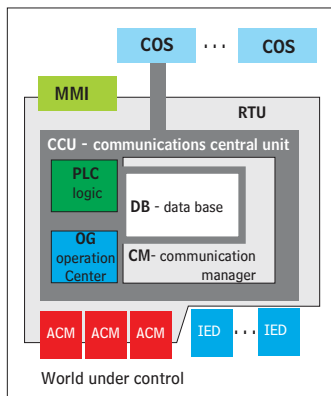 COS ... COS
MMI
RTU
CCU - communications central unit
PLC
logic
DB - data base
OG
operation
Center
CM- communication
manager
ACM ACM ACM IED ... IED
World under control